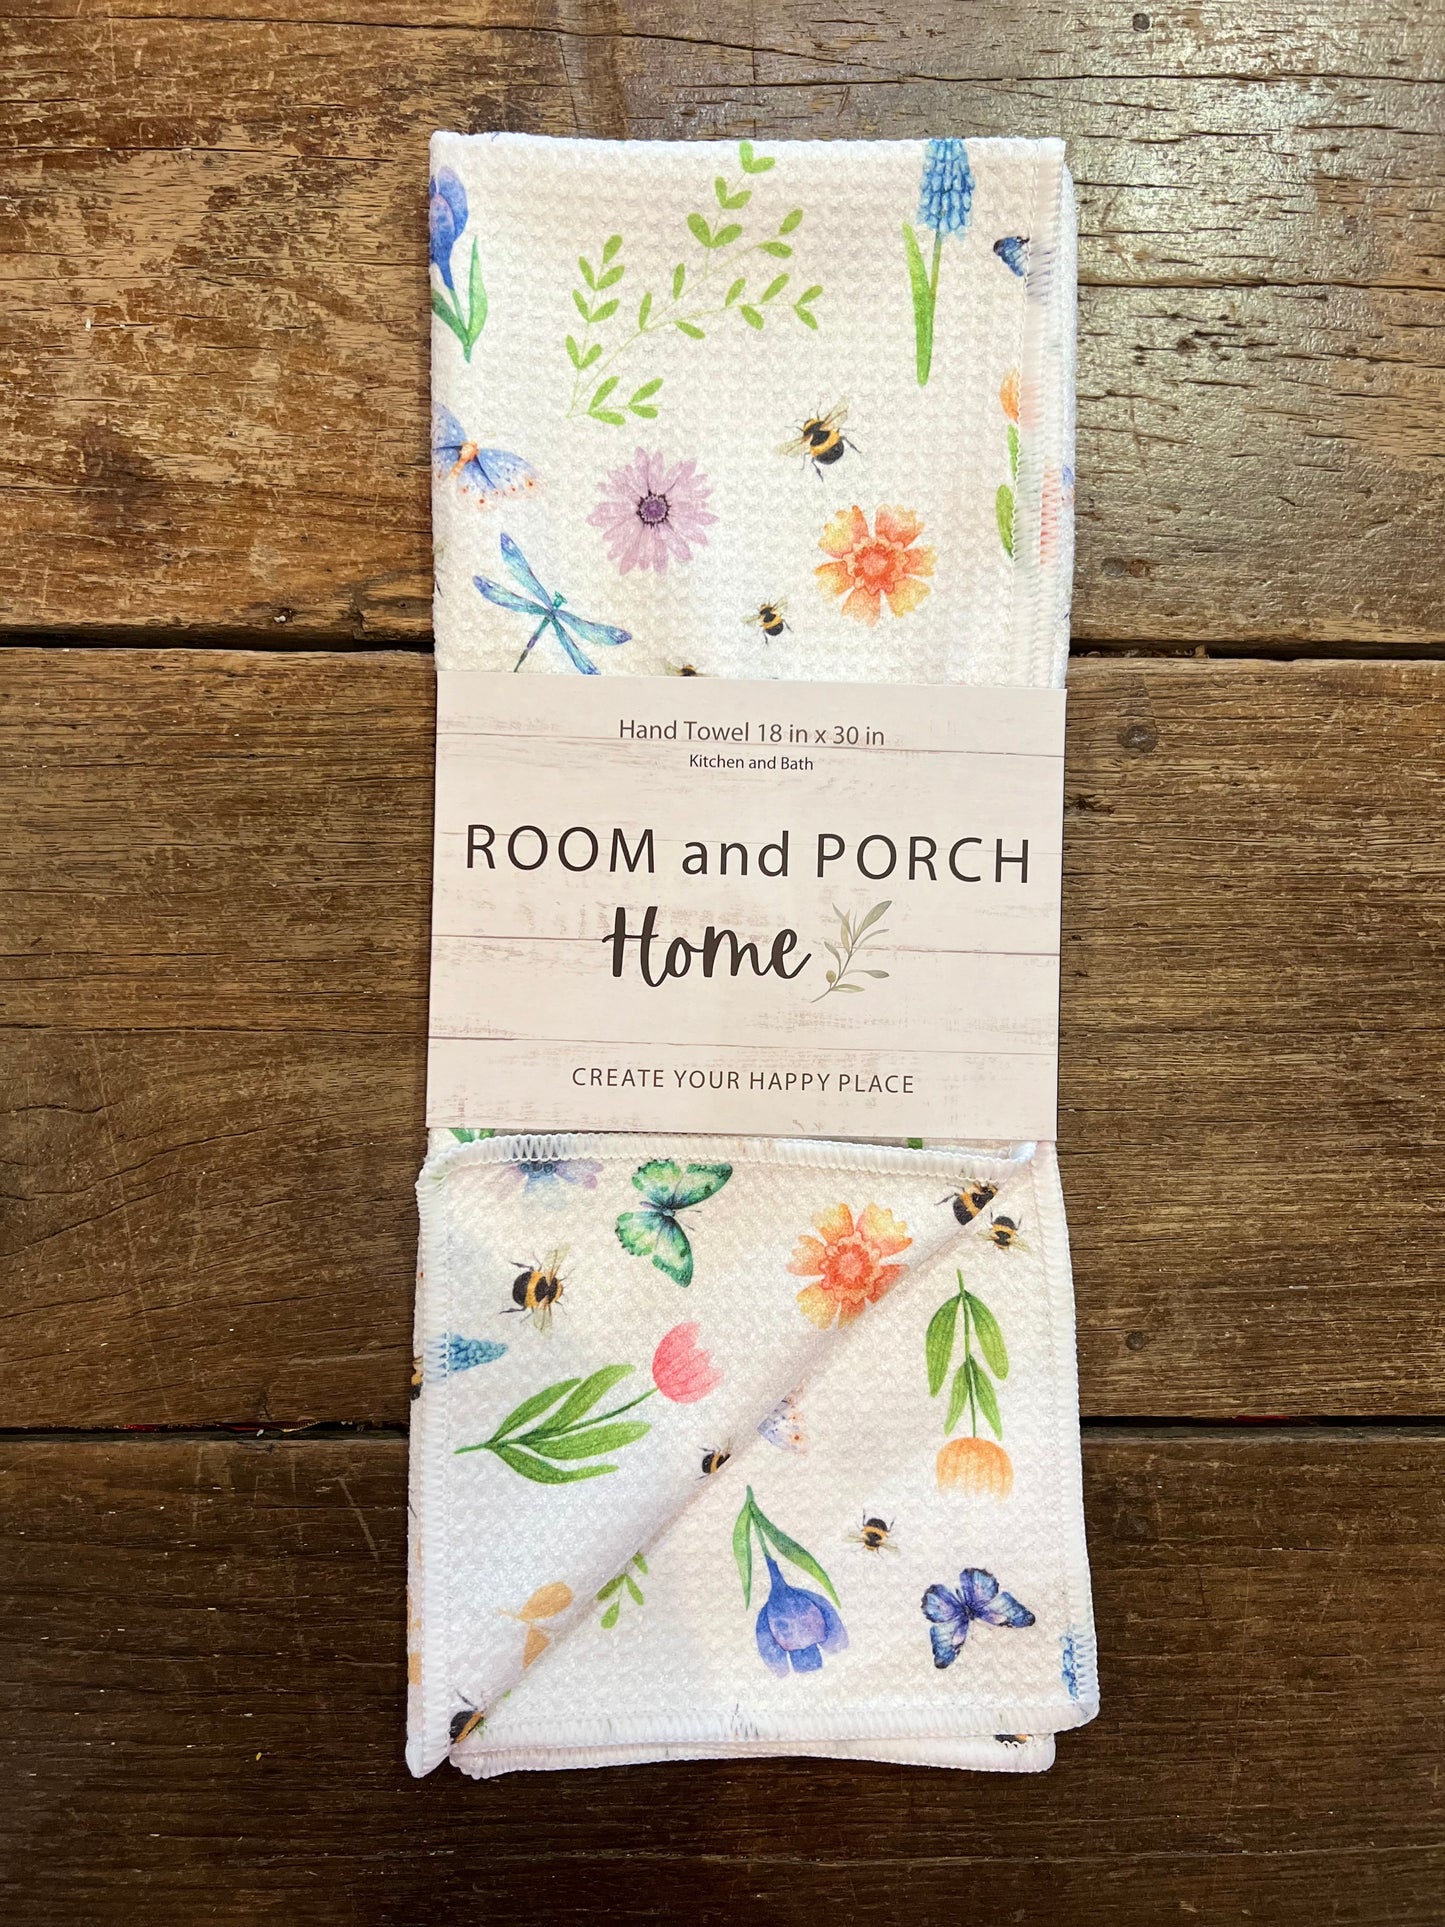 Hand Towel 18 in x 30 in
Kitchen and Bath
ROOM and PORCH
Home
CREATE YOUR HAPPY PLACE